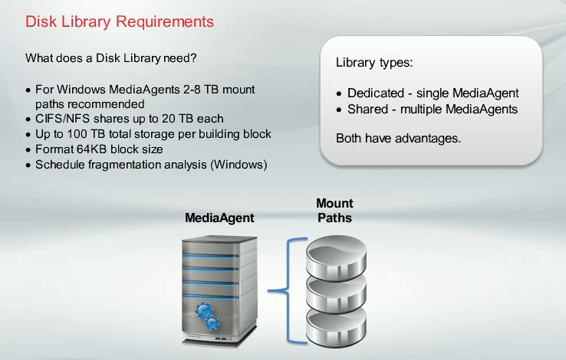 Disk Library Requirements
What does a Disk Library need?
• For Windows MediaAgents 2-8 TB mount
paths recommended
• CIFS/NFS shares up to 20 TB each
• Up to 100 TB total storage per building block
• Format 64KB block size
• Schedule fragmentation analysis (Windows)
Library types:
• Dedicated - single MediaAgent
• Shared - multiple MediaAgents
Both have advantages.
MediaAgent
Mount
Paths